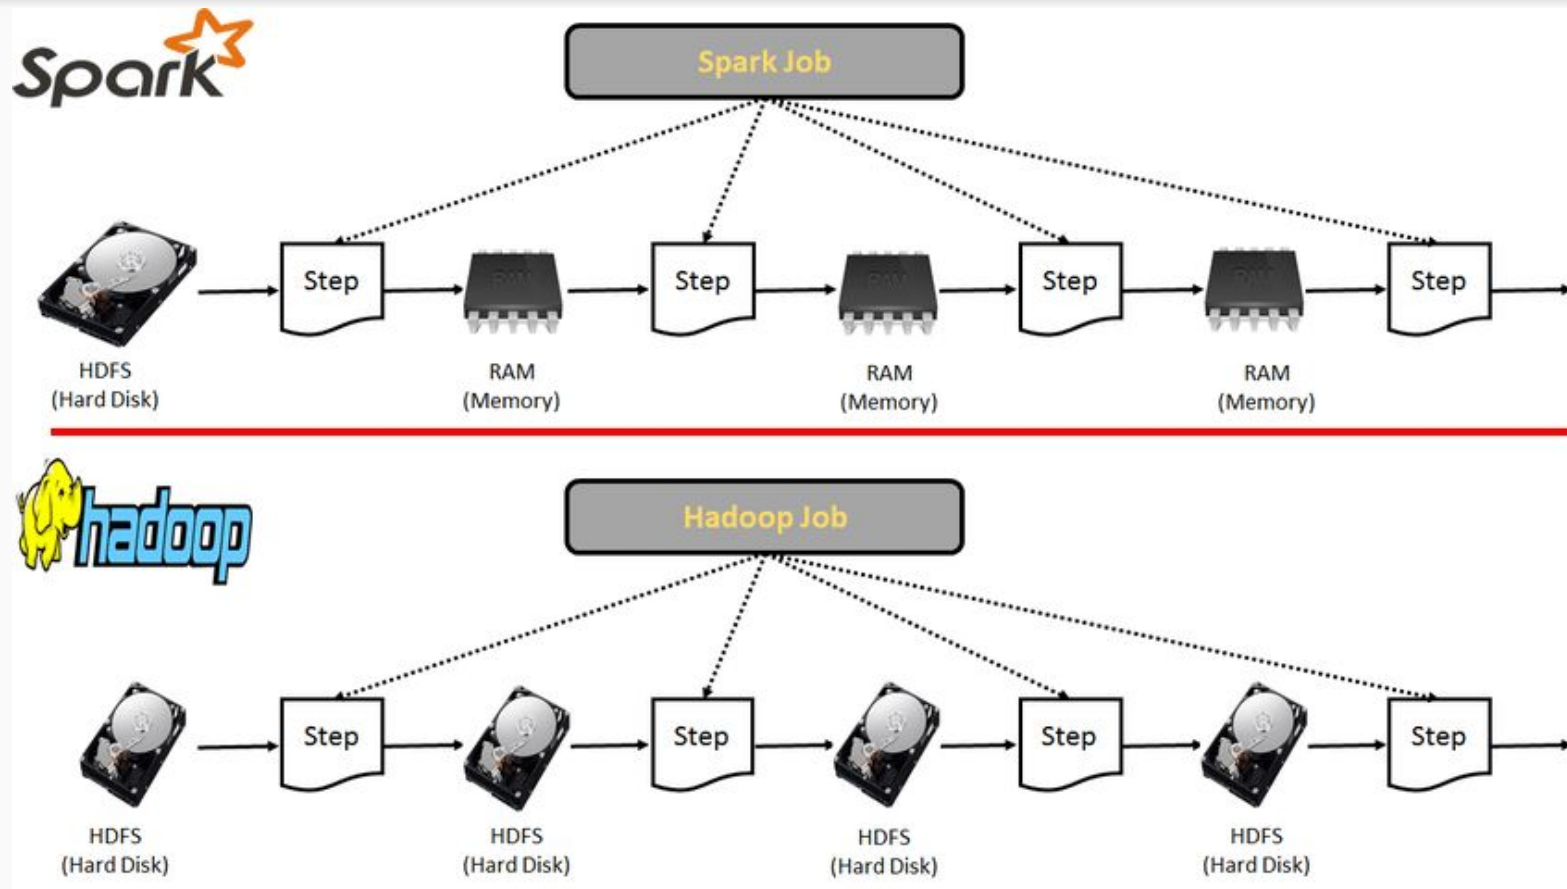 Spark
Spark Job
Step
Step
Step
Step
HDFS
(Hard Disk)
RAM
(Memory)
RAM
(Memory)
RAM
(Memory)
hadoop
Hadoop Job
Step
Step
Step
Step
HDFS
(Hard Disk)
HDFS
(Hard Disk)
HDFS
(Hard Disk)
HDFS
(Hard Disk)